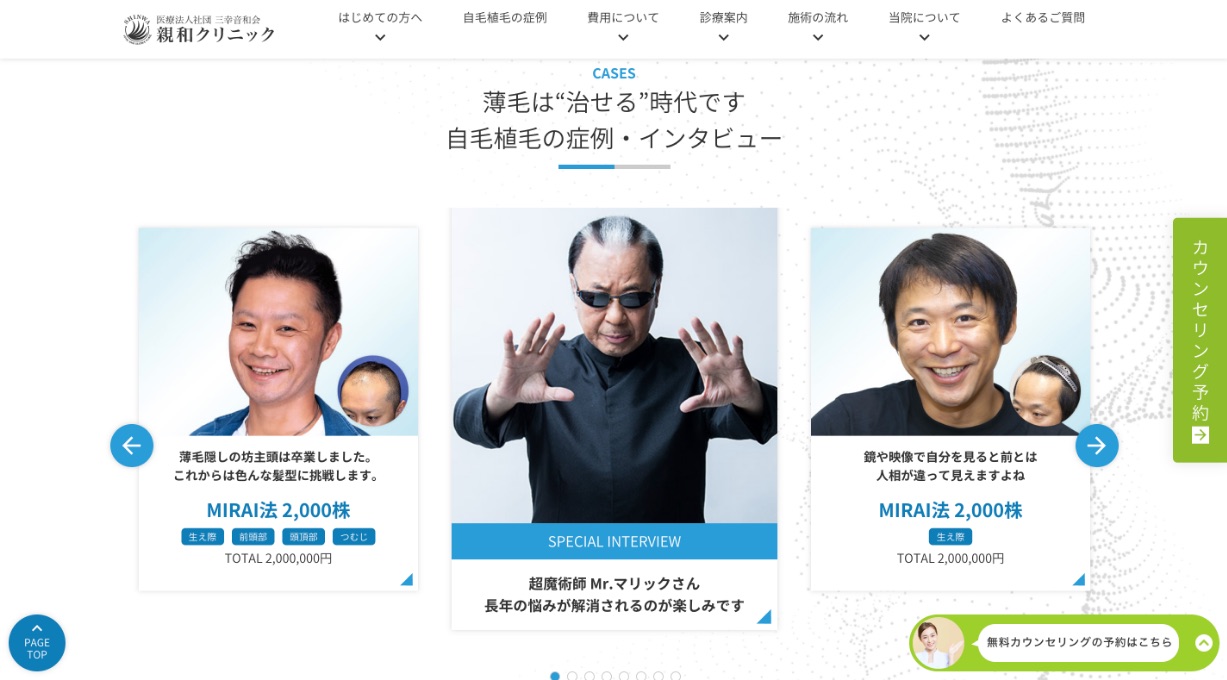 医療法人社団 三幸音和会
SHINWA
親和クリニック
はじめての方へ
自毛植毛の症例
費用について
診療案内
施術の流れ
当院について
よくあるご質問
CASES
薄毛は“治せる”時代です
自毛植毛の症例・インタビュー
薄毛隠しの坊主頭は卒業しました。
これからは色んな髪型に挑戦します。
MIRAI法 2,000株
生え際 前頭部 頭頂部 つむじ
TOTAL 2,000,000円
SPECIAL INTERVIEW
超魔術師 Mr.マリックさん
長年の悩みが解消されるのが楽しみです
鏡や映像で自分を見ると前とは
人相が違って見えますよね
MIRAI法 2,000株
生え際
TOTAL 2,000,000円
カウンセリング予約
PAGE
TOP
無料カウンセリングの予約はこちら